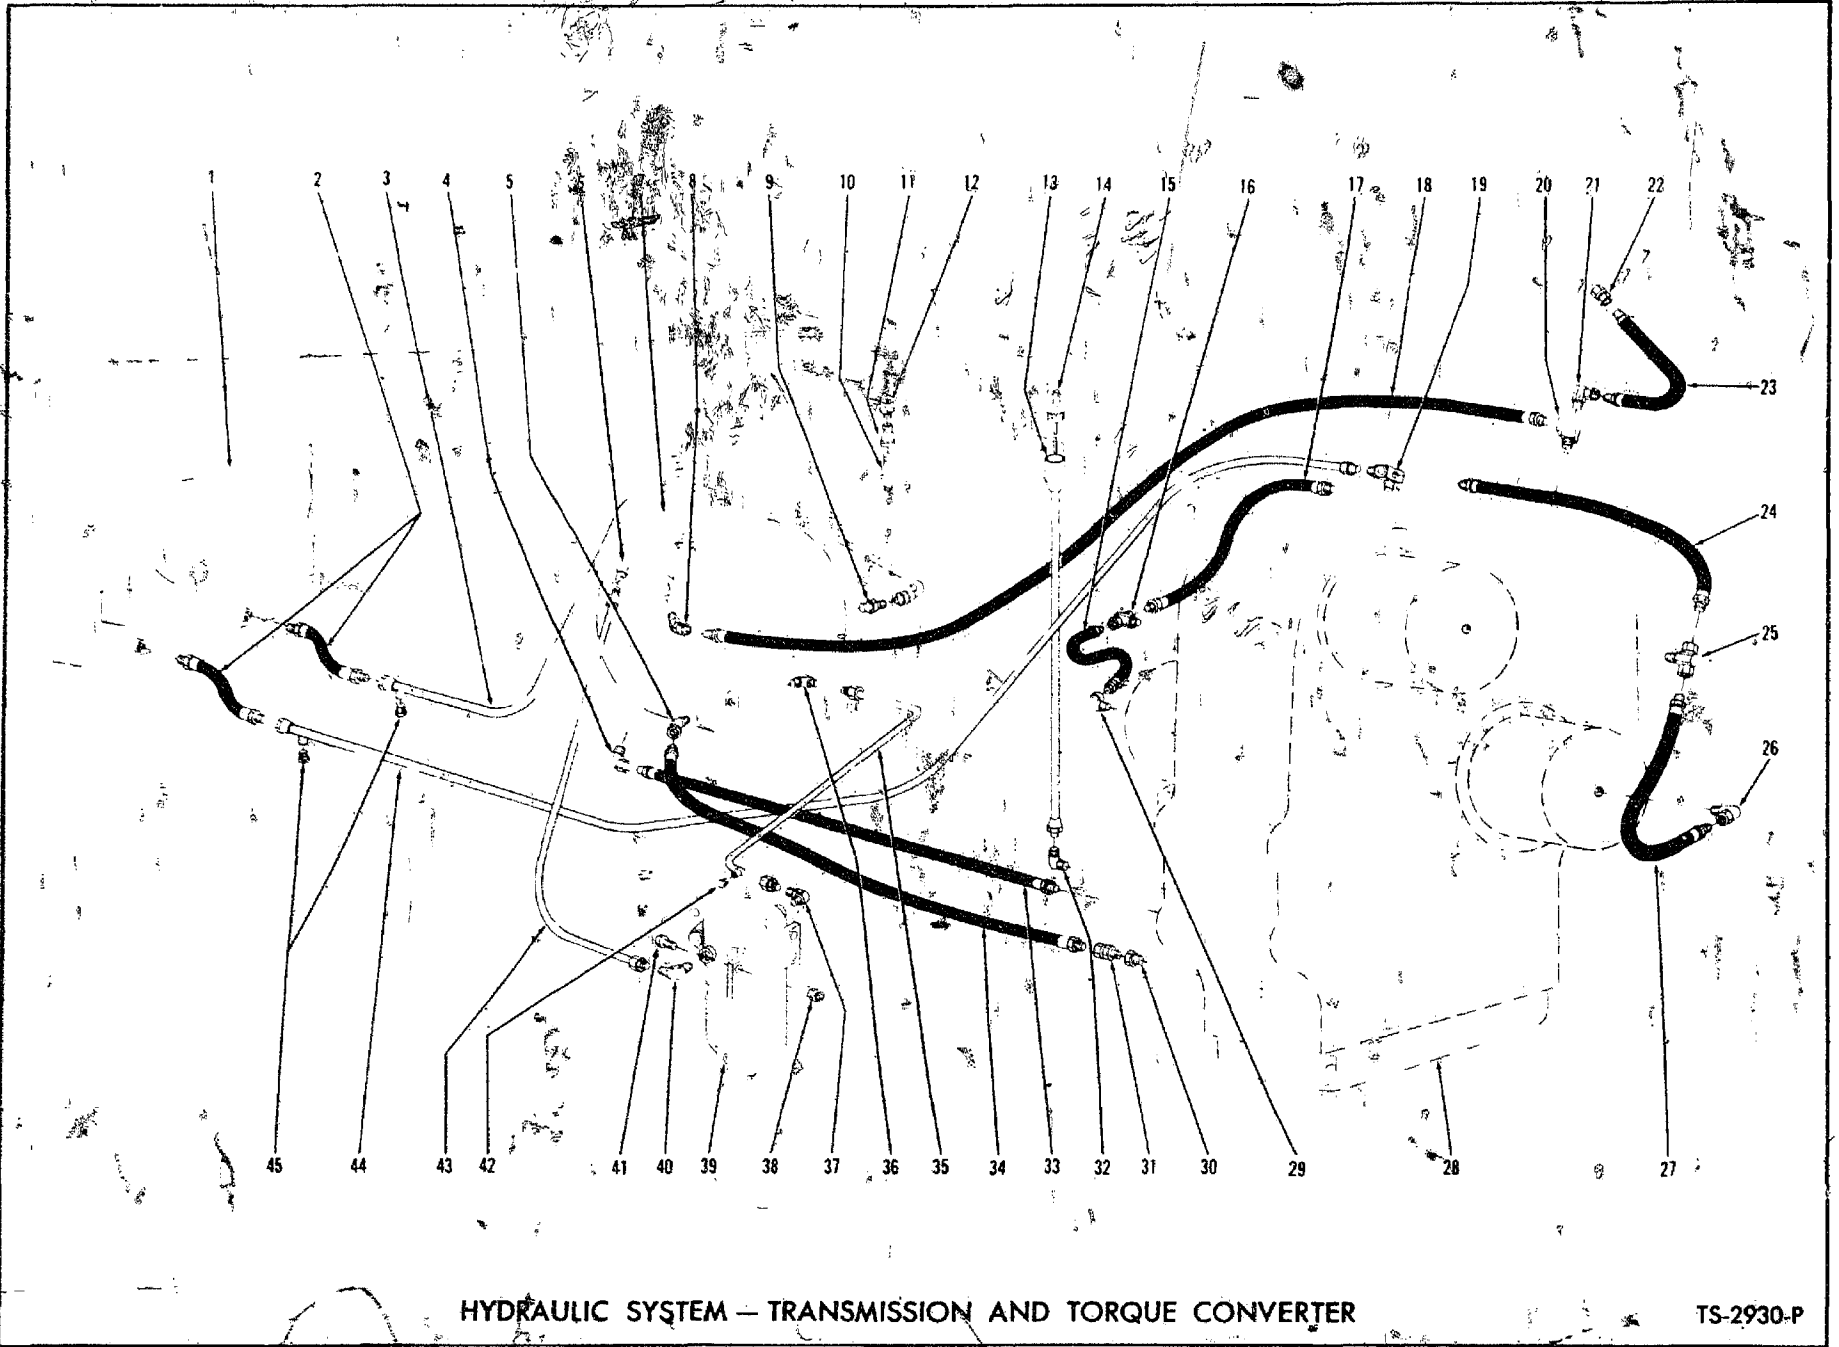 1 2 3 4 5 8 9 10 11 12 13 14 15 16 17 18 19 20 21 22
23
24
25
26
45 44 43 42 41 40 39 38 37 36 35 34 33 32 31 30 29 28 27
HYDRAULIC SYSTEM — TRANSMISSION AND TORQUE CONVERTER
TS-2930-P